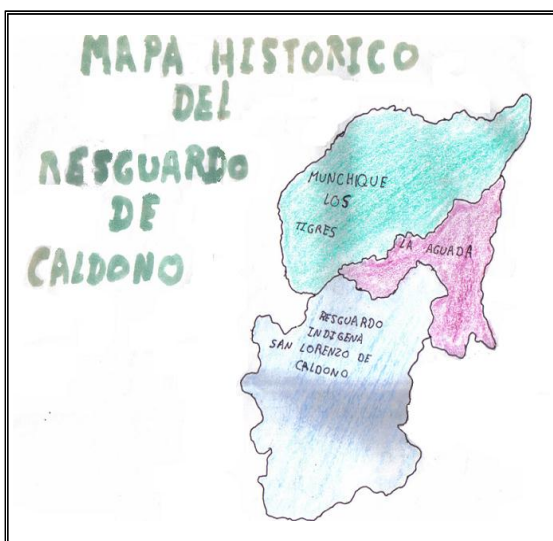 MAPA HISTORICO
DEL
RESGUARDO
DE
CALDONO
MUNCHIQUE
LOS
TIGRES
LA AGUADA
RESGUARDO
INDIGENA
SAN LORENZO DE
CALDONO